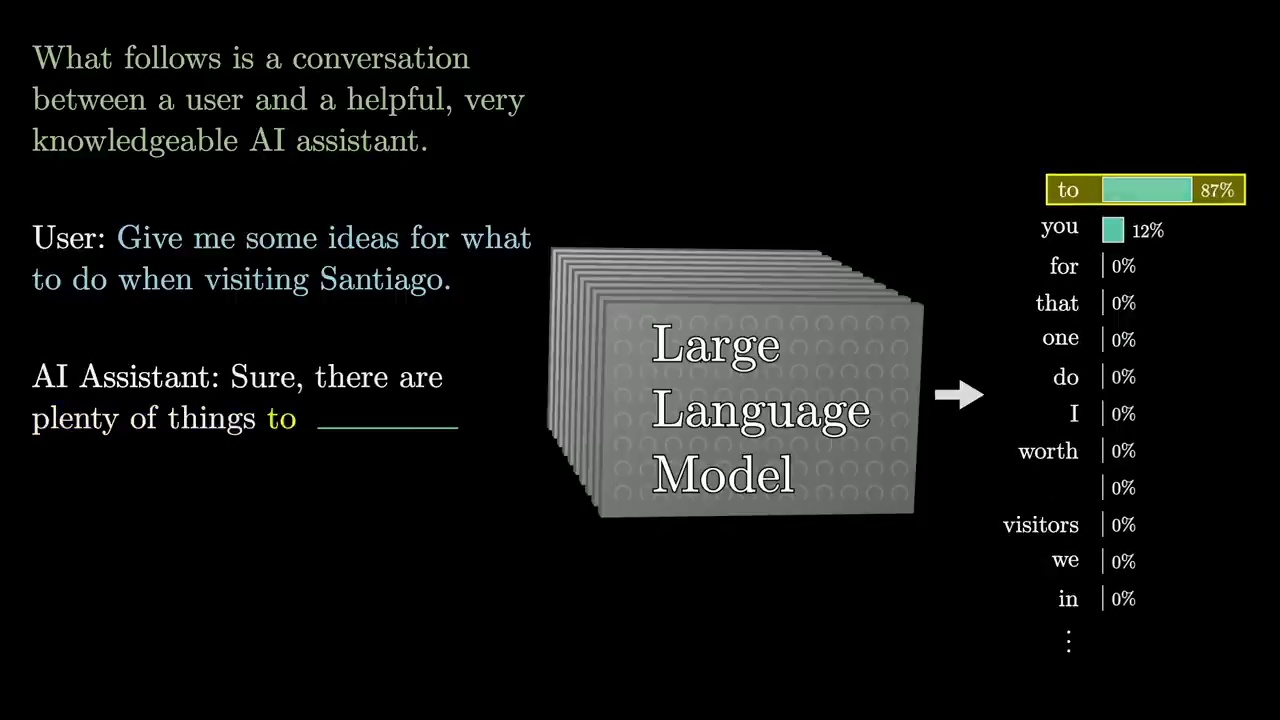 What follows is a conversation
between a user and a helpful, very
knowledgeable AI assistant.
User: Give me some ideas for what
to do when visiting Santiago.
AI Assistant: Sure, there are
plenty of things to
Large
Language
Model
to 87%
you 12%
for 0%
that 0%
one 0%
do 0%
I 0%
worth 0%
0%
visitors 0%
we 0%
in 0%
⋮